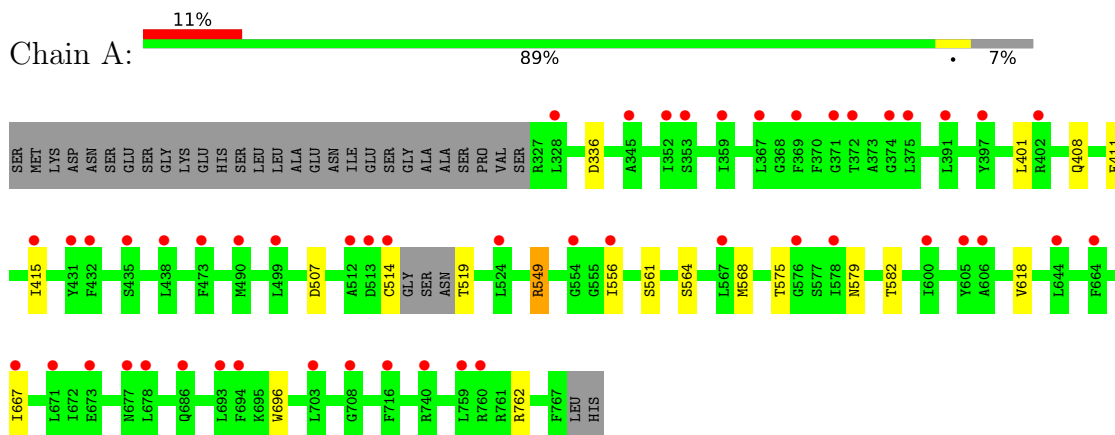 11%
Chain A:
89% • 7%
SER MET LYS ASP ASN SER GLU SER GLY LYS GLU HIS SER LEU LEU ALA GLU ASN ILE GLU SER GLY ALA ALA SER PRO VAL SER R327 L328 D336 A345 I352 S353 I359 L367 G368 F369 F370 G371 T372 A373 G374 L375 L391 Y397 L401 R402 Q408
I415 Y431 F432 S435 L438 F473 M490 L499 D507 A512 D513 C514 GLY SER ASN T519 L524 R549 G554 G555 I556 S561 S564 L567 M568 T575 G576 S577 I578 N579 T582 I600 Y605 A606 V618 L644 F664
I667 L671 I672 E673 N677 L678 Q686 L693 F694 K695 W696 L703 G708 F716 R740 L759 R760 R761 R762 F767 LEU HIS